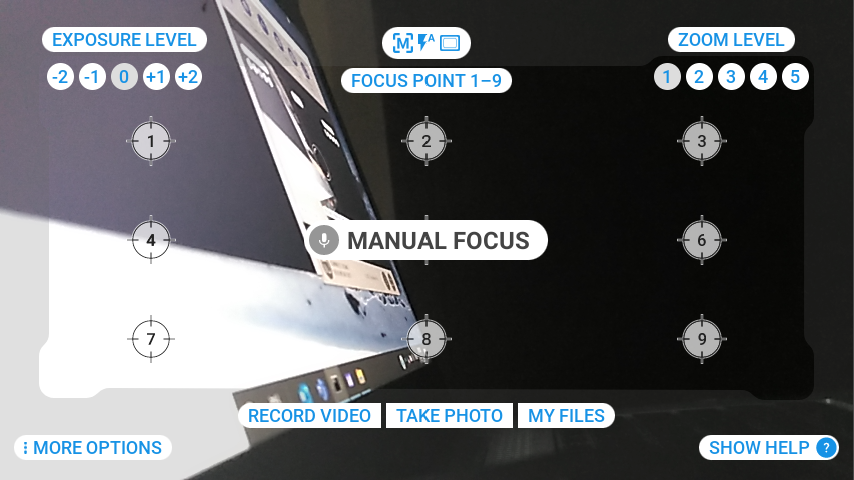 EXPOSURE LEVEL
-2 -1 0 +1 +2
M A
FOCUS POINT 1–9
ZOOM LEVEL
1 2 3 4 5
1 2 3
4 6
MANUAL FOCUS
7 8 9
RECORD VIDEO TAKE PHOTO MY FILES
MORE OPTIONS
SHOW HELP ?